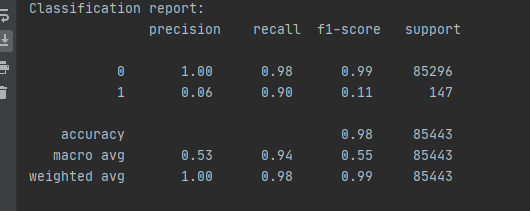 Classification report:
precision recall f1-score support
0 1.00 0.98 0.99 85296
1 0.06 0.90 0.11 147
accuracy 0.98 85443
macro avg 0.53 0.94 0.55 85443
weighted avg 1.00 0.98 0.99 85443